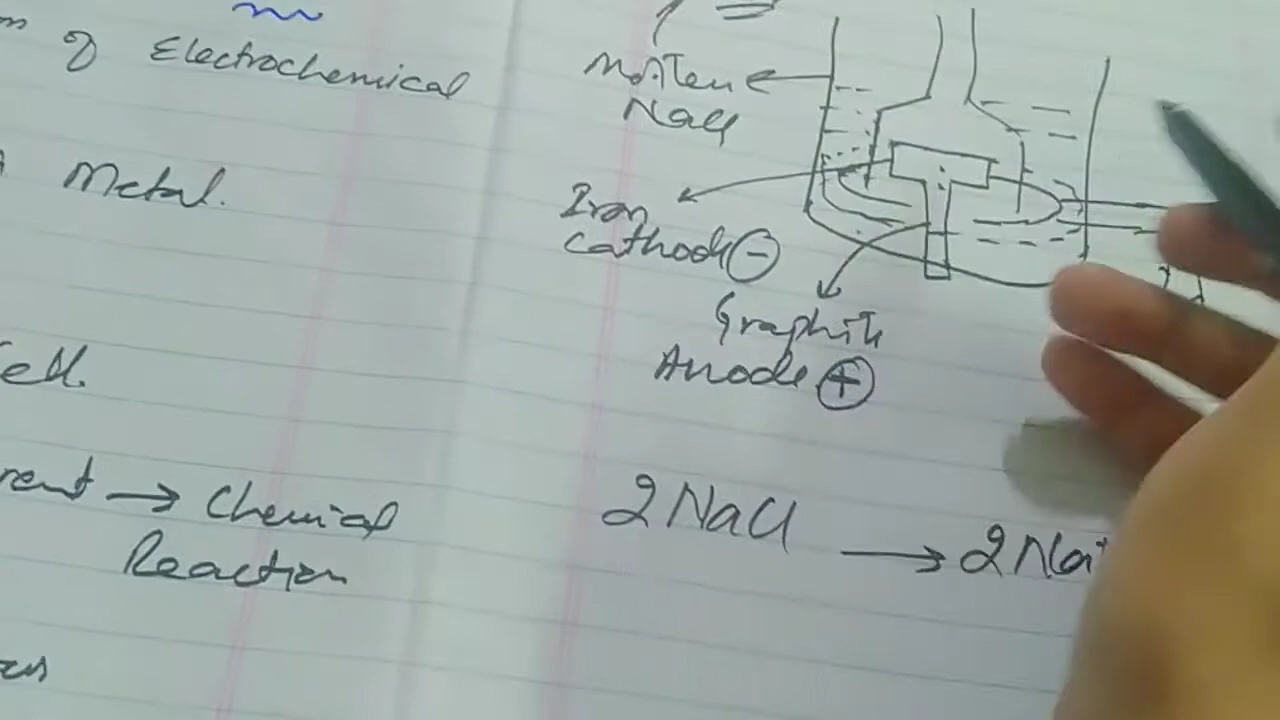 of Electrochemical
Metal.
Cell.
rent → Chemical
Reaction
Molten
NaCl
Iron
Cathode ⊖
Graphite
Anode ⊕
2NaCl → 2Na⁺